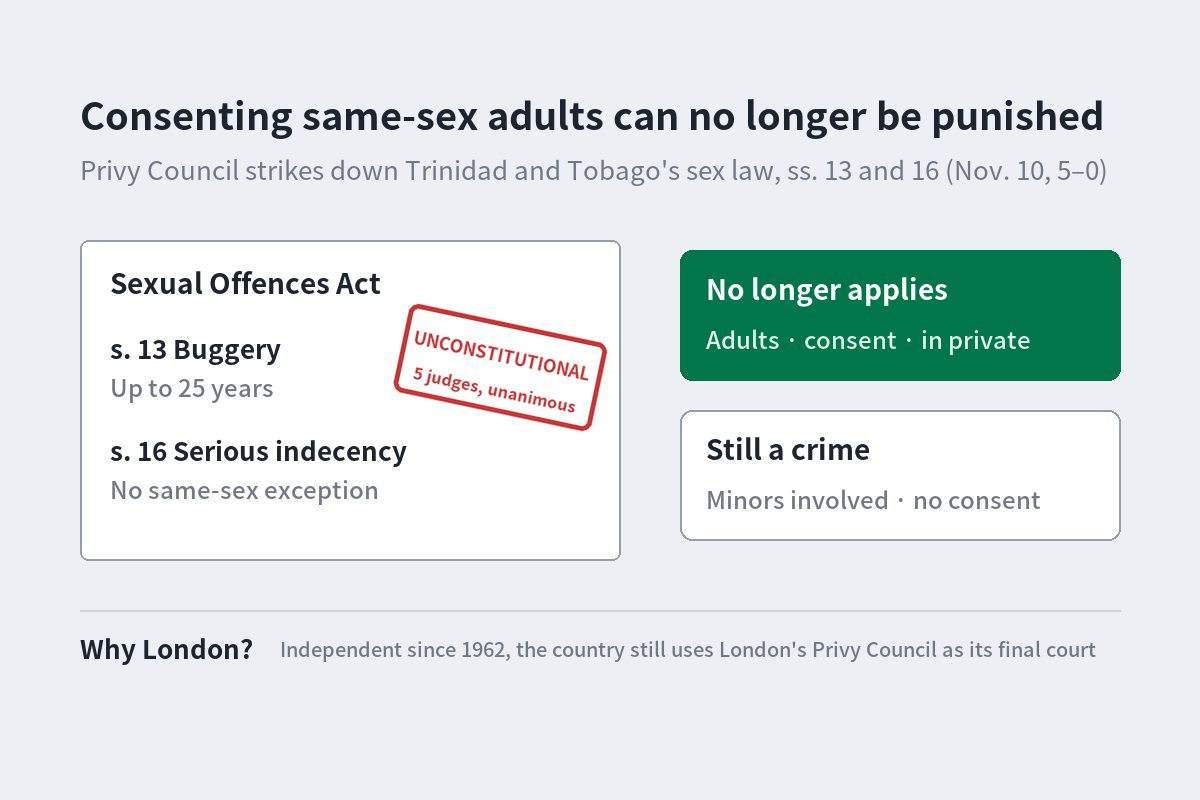 Consenting same-sex adults can no longer be punished
Privy Council strikes down Trinidad and Tobago's sex law, ss. 13 and 16 (Nov. 10, 5–0)
Sexual Offences Act
s. 13 Buggery
Up to 25 years
s. 16 Serious indecency
No same-sex exception
UNCONSTITUTIONAL
5 judges, unanimous
No longer applies
Adults · consent · in private
Still a crime
Minors involved · no consent
Why London?
Independent since 1962, the country still uses London's Privy Council as its final court